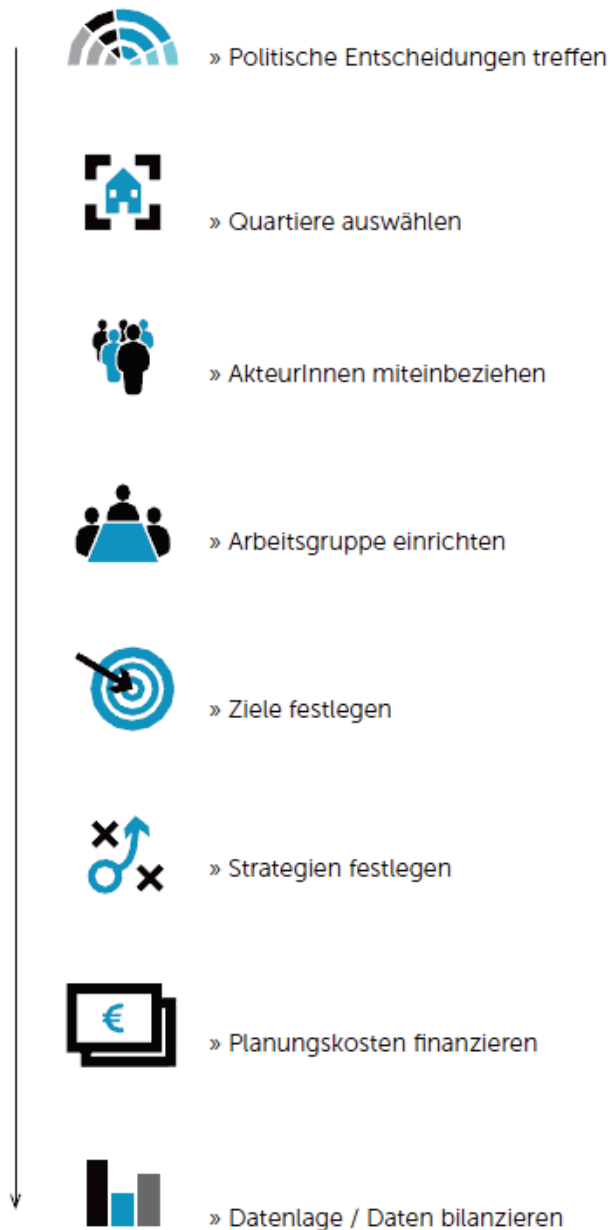 » Politische Entscheidungen treffen
» Quartiere auswählen
» AkteurInnen miteinbeziehen
» Arbeitsgruppe einrichten
» Ziele festlegen
» Strategien festlegen
€
» Planungskosten finanzieren
» Datenlage / Daten bilanzieren